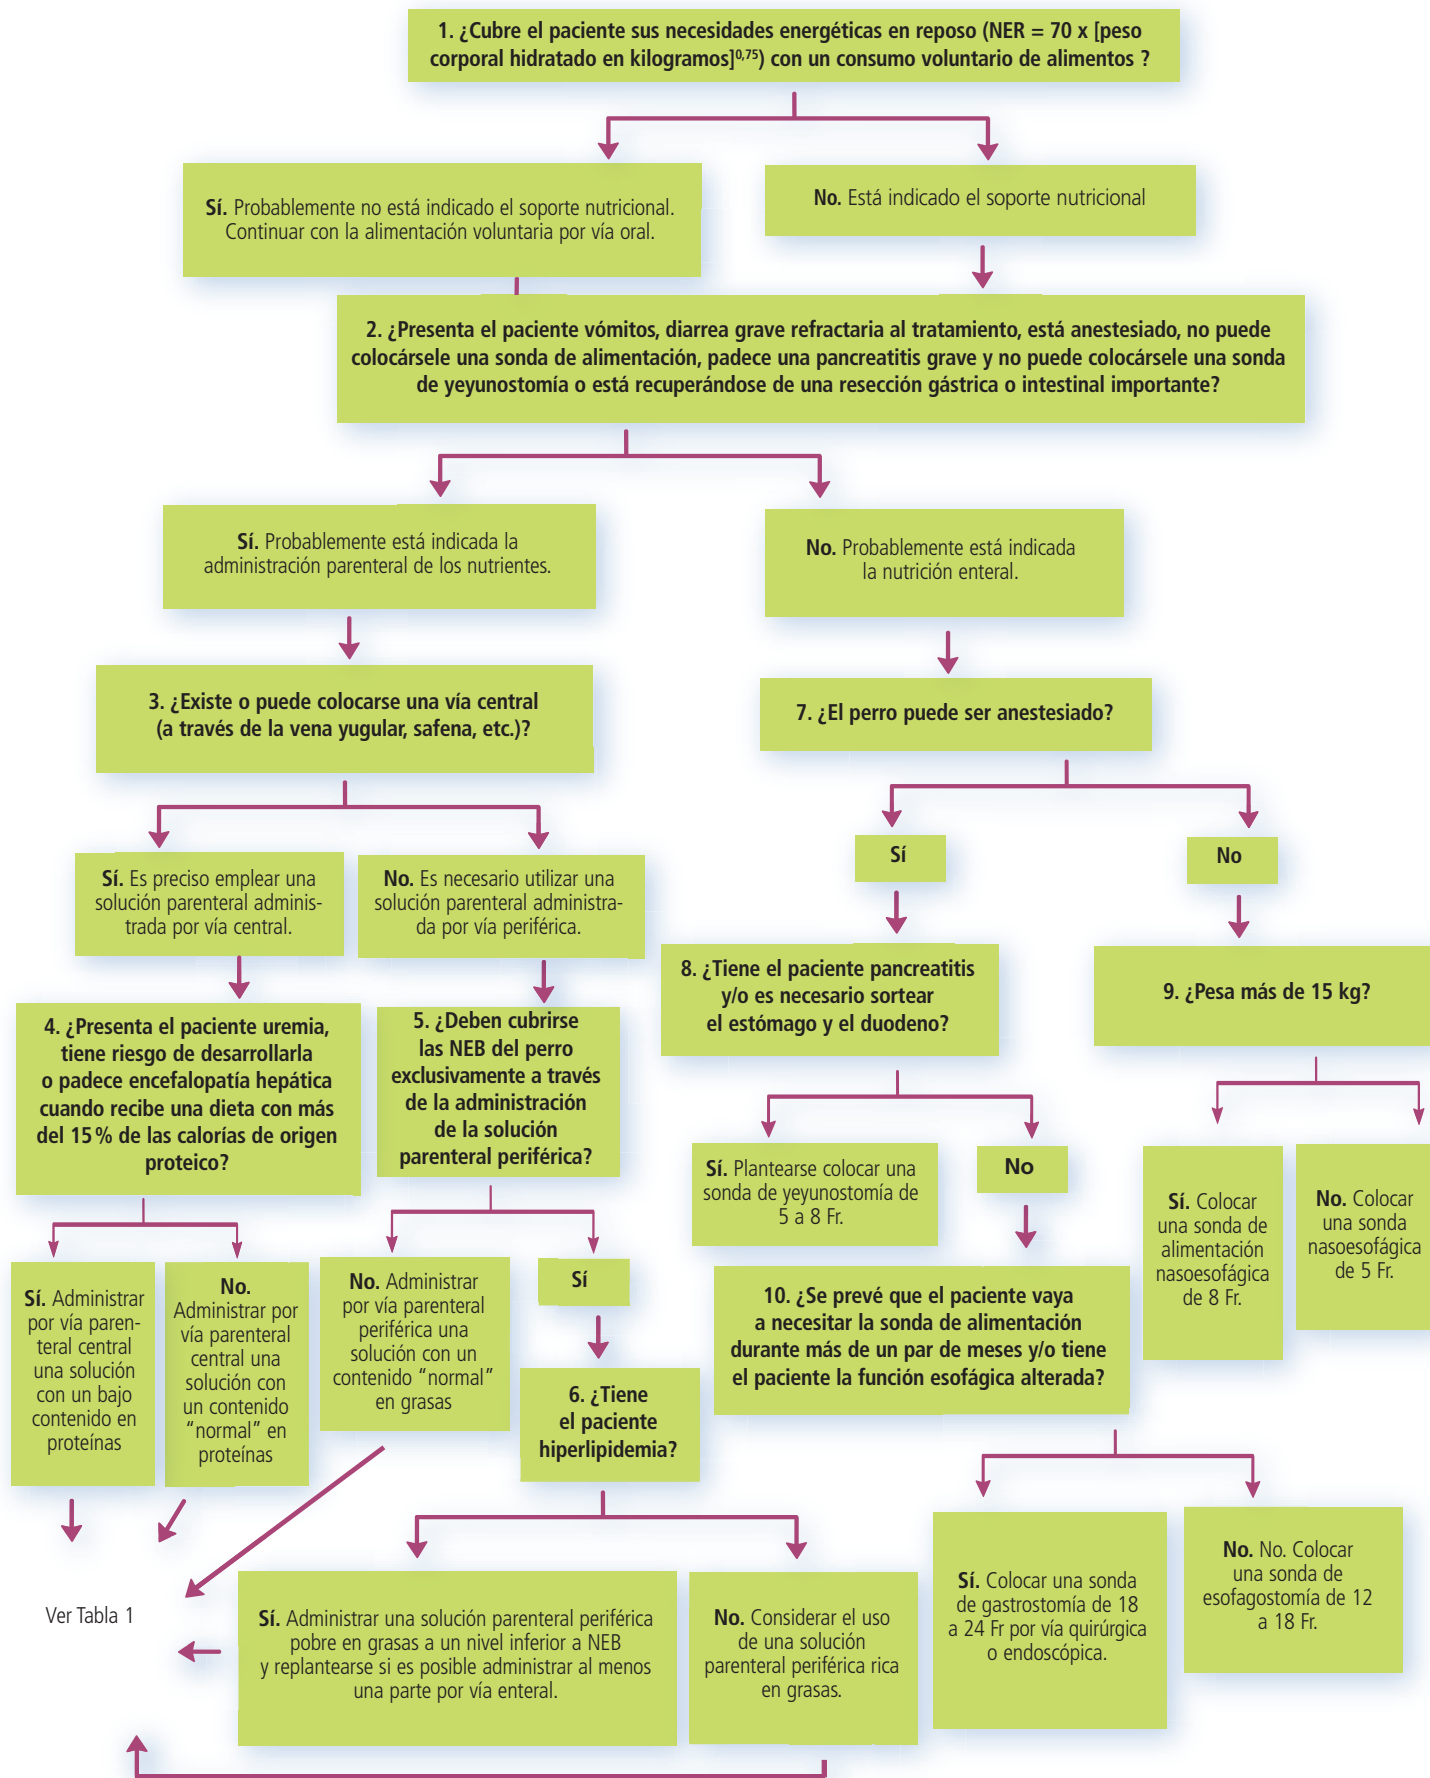 1. ¿Cubre el paciente sus necesidades energéticas en reposo (NER = 70 x [peso
corporal hidratado en kilogramos]0,75) con un consumo voluntario de alimentos ?
Sí. Probablemente no está indicado el soporte nutricional.
Continuar con la alimentación voluntaria por vía oral.
No. Está indicado el soporte nutricional
2. ¿Presenta el paciente vómitos, diarrea grave refractaria al tratamiento, está anestesiado, no puede
colocársele una sonda de alimentación, padece una pancreatitis grave y no puede colocársele una sonda
de yeyunostomía o está recuperándose de una resección gástrica o intestinal importante?
Sí. Probablemente está indicada la
administración parenteral de los nutrientes.
No. Probablemente está indicada
la nutrición enteral.
3. ¿Existe o puede colocarse una vía central
(a través de la vena yugular, safena, etc.)?
7. ¿El perro puede ser anestesiado?
Sí. Es preciso emplear una
solución parenteral adminis-
trada por vía central.
No. Es necesario utilizar una
solución parenteral administra-
da por vía periférica.
Sí
No
8. ¿Tiene el paciente pancreatitis
y/o es necesario sortear
el estómago y el duodeno?
9. ¿Pesa más de 15 kg?
4. ¿Presenta el paciente uremia,
tiene riesgo de desarrollarla
o padece encefalopatía hepática
cuando recibe una dieta con más
del 15% de las calorías de origen
proteico?
5. ¿Deben cubrirse
las NEB del perro
exclusivamente a través
de la administración
de la solución
parenteral periférica?
Sí. Plantearse colocar una
sonda de yeyunostomía de
5 a 8 Fr.
No
Sí. Colocar
una sonda de
alimentación
nasoesofágica
de 8 Fr.
No. Colocar
una sonda
nasoesofágica
de 5 Fr.
Sí. Administrar
por vía paren-
teral central
una solución
con un bajo
contenido en
proteínas
No.
Administrar por
vía parenteral
central una
solución con
un contenido
“normal” en
proteínas
No. Administrar
por vía parenteral
periférica una
solución con un
contenido “normal”
en grasas
Sí
6. ¿Tiene
el paciente
hiperlipidemia?
10. ¿Se prevé que el paciente vaya
a necesitar la sonda de alimentación
durante más de un par de meses y/o tiene
el paciente la función esofágica alterada?
Ver Tabla 1
Sí. Administrar una solución parenteral periférica
pobre en grasas a un nivel inferior a NEB
y replantearse si es posible administrar al menos
una parte por vía enteral.
No. Considerar el uso
de una solución
parenteral periférica rica
en grasas.
Sí. Colocar una sonda
de gastrostomía de 18
a 24 Fr por vía quirúrgica
o endoscópica.
No. No. Colocar
una sonda de
esofagostomía de 12
a 18 Fr.